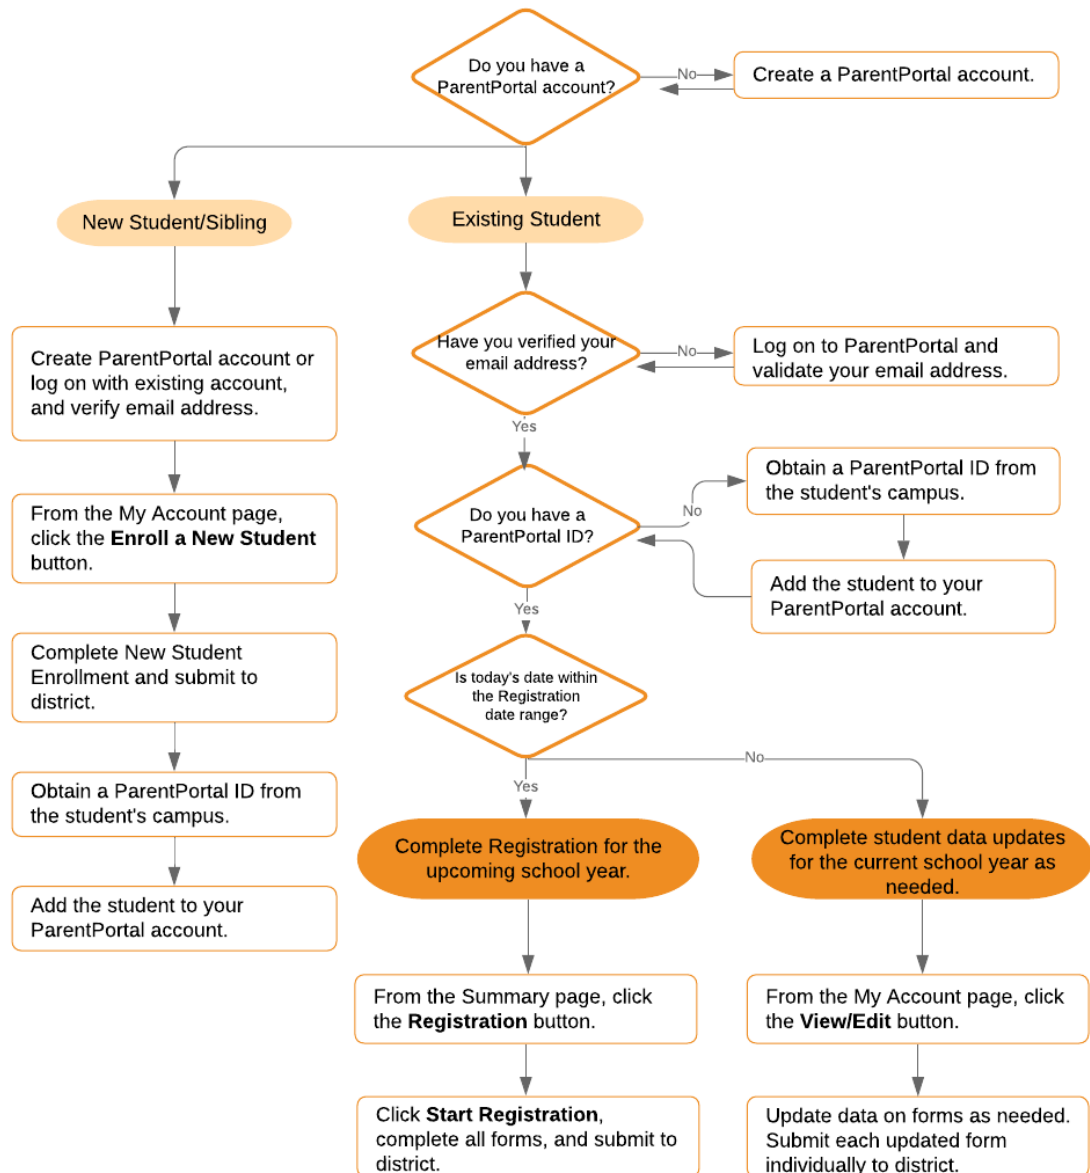 Do you have a
ParentPortal account?
No
Create a ParentPortal account.
New Student/Sibling
Existing Student
Create ParentPortal account or
log on with existing account,
and verify email address.
Have you verified your
email address?
No
Log on to ParentPortal and
validate your email address.
Yes
From the My Account page,
click the Enroll a New Student
button.
Do you have a
ParentPortal ID?
No
Obtain a ParentPortal ID from
the student's campus.
Add the student to your
ParentPortal account.
Yes
Complete New Student
Enrollment and submit to
district.
Is today's date within
the Registration
date range?
Yes
No
Obtain a ParentPortal ID from
the student's campus.
Complete Registration for the
upcoming school year.
Complete student data updates
for the current school year as
needed.
Add the student to your
ParentPortal account.
From the Summary page, click
the Registration button.
From the My Account page, click
the View/Edit button.
Click Start Registration,
complete all forms, and submit to
district.
Update data on forms as needed.
Submit each updated form
individually to district.